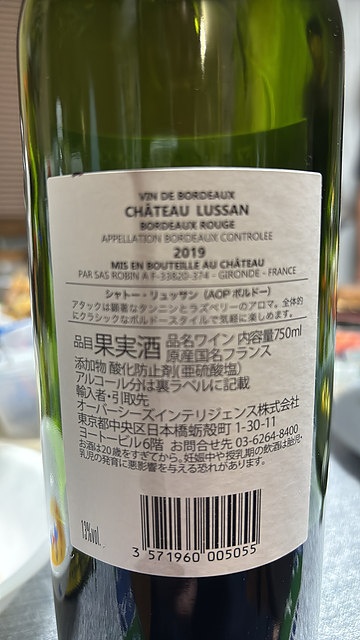 VIN DE BORDEAUX
CHÂTEAU LUSSAN
BORDEAUX ROUGE
APPELLATION BORDEAUX CONTROLEE
2019
MIS EN BOUTEILLE AU CHÂTEAU
PAR SAS ROBIN A F-33820-374 - GIRONDE - FRANCE
シャトー・リュッサン (AOP ボルドー)
アタックは顕著なタンニンとラズベリーのアロマ。全体的
にクラシックなボルドースタイルで気軽に楽しめます。
品目果実酒 品名ワイン 内容量750ml
原産国名フランス
添加物 酸化防止剤(亜硫酸塩)
アルコール分は裏ラベルに記載
輸入者・引取先
オーバーシーズインテリジェンス株式会社
東京都中央区日本橋蛎殻町 1-30-11
ヨートービル6階 お問合せ先 03-6264-8400
お酒は20歳をすぎてから。妊娠中や授乳期の飲酒は胎児・
乳児の発育に悪影響を与える恐れがあります。
13%vol.
3 571960 005055